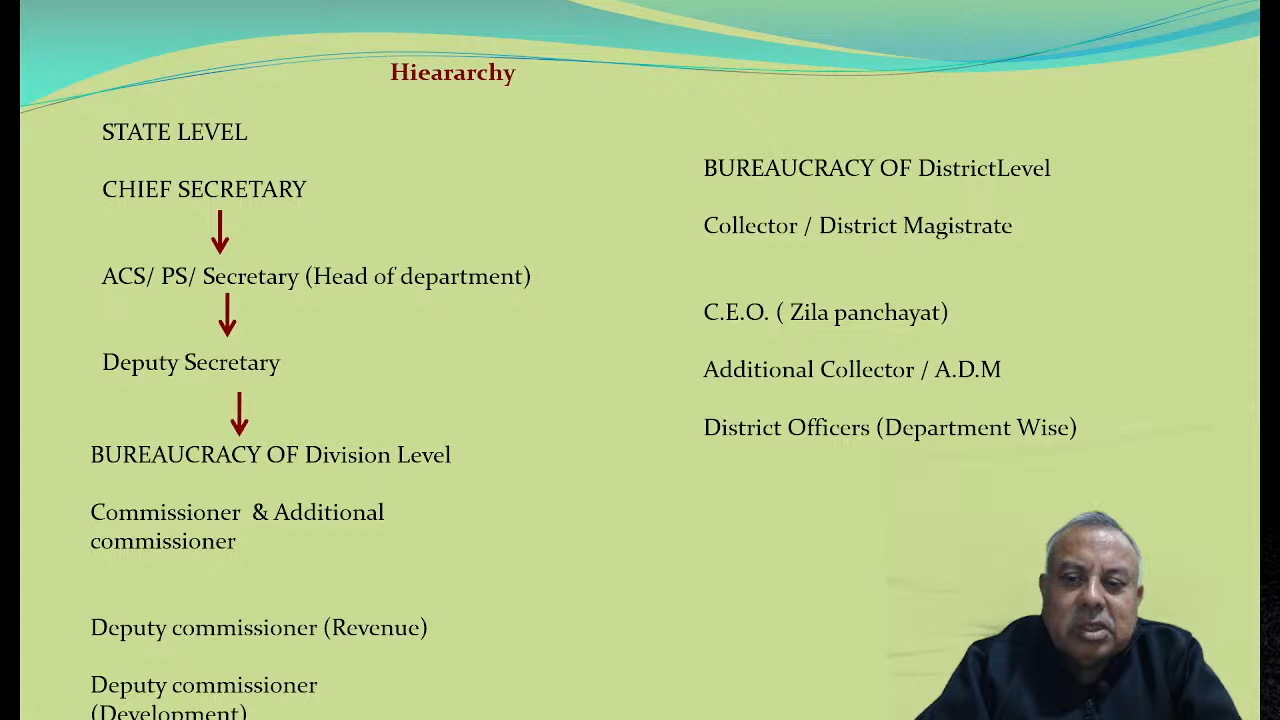 Hieararchy
STATE LEVEL
CHIEF SECRETARY
ACS/ PS/ Secretary (Head of department)
Deputy Secretary
BUREAUCRACY OF Division Level
Commissioner & Additional
commissioner
Deputy commissioner (Revenue)
Deputy commissioner
(Development)
BUREAUCRACY OF DistrictLevel
Collector / District Magistrate
C.E.O. ( Zila panchayat)
Additional Collector / A.D.M
District Officers (Department Wise)